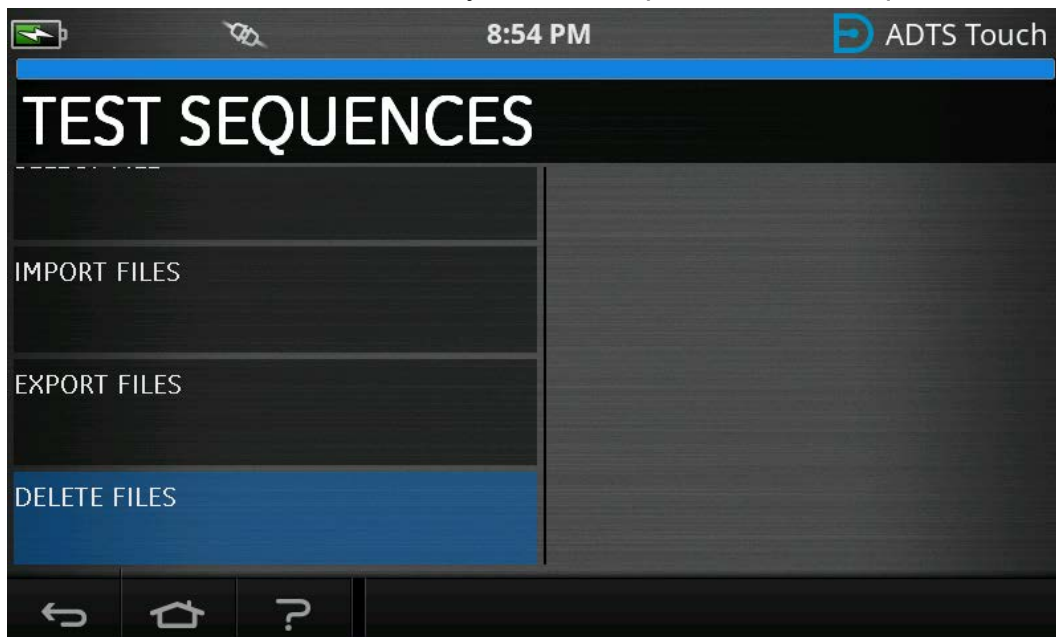 8:54 PM
ADTS Touch
TEST SEQUENCES
IMPORT FILES
EXPORT FILES
DELETE FILES